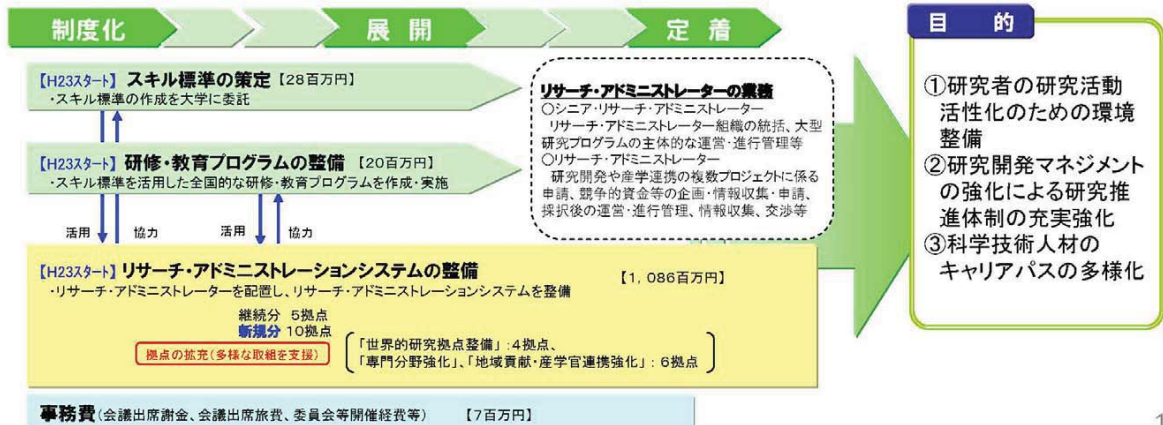 制度化
展開
定着
【H23スタート】 スキル標準の策定 【28百万円】
・スキル標準の作成を大学に委託
【H23スタート】 研修・教育プログラムの整備 【20百万円】
・スキル標準を活用した全国的な研修・教育プログラムを作成・実施
活用 協力 活用 協力
【H23スタート】 リサーチ・アドミニストレーションシステムの整備 【1，086百万円】
・リサーチ・アドミニストレーターを配置し、リサーチ・アドミニストレーションシステムを整備
継続分 5拠点
新規分 10拠点
拠点の拡充(多様な取組を支援)
「世界的研究拠点整備」：4拠点、
「専門分野強化」、「地域貢献・産学官連携強化」：6拠点
事務費(会議出席謝金、会議出席旅費、委員会等開催経費等) 【7百万円】
リサーチ・アドミニストレーターの業務
○シニア・リサーチ・アドミニストレーター
リサーチ・アドミニストレーター組織の統括、大型
研究プログラムの主体的な運営・進行管理等
○リサーチ・アドミニストレーター
研究開発や産学連携の複数プロジェクトに係る
申請、競争的資金等の企画・情報収集・申請、
採択後の運営・進行管理、情報収集、交渉等
目 的
①研究者の研究活動
活性化のための環境
整備
②研究開発マネジメント
の強化による研究推
進体制の充実強化
③科学技術人材の
キャリアパスの多様化
1